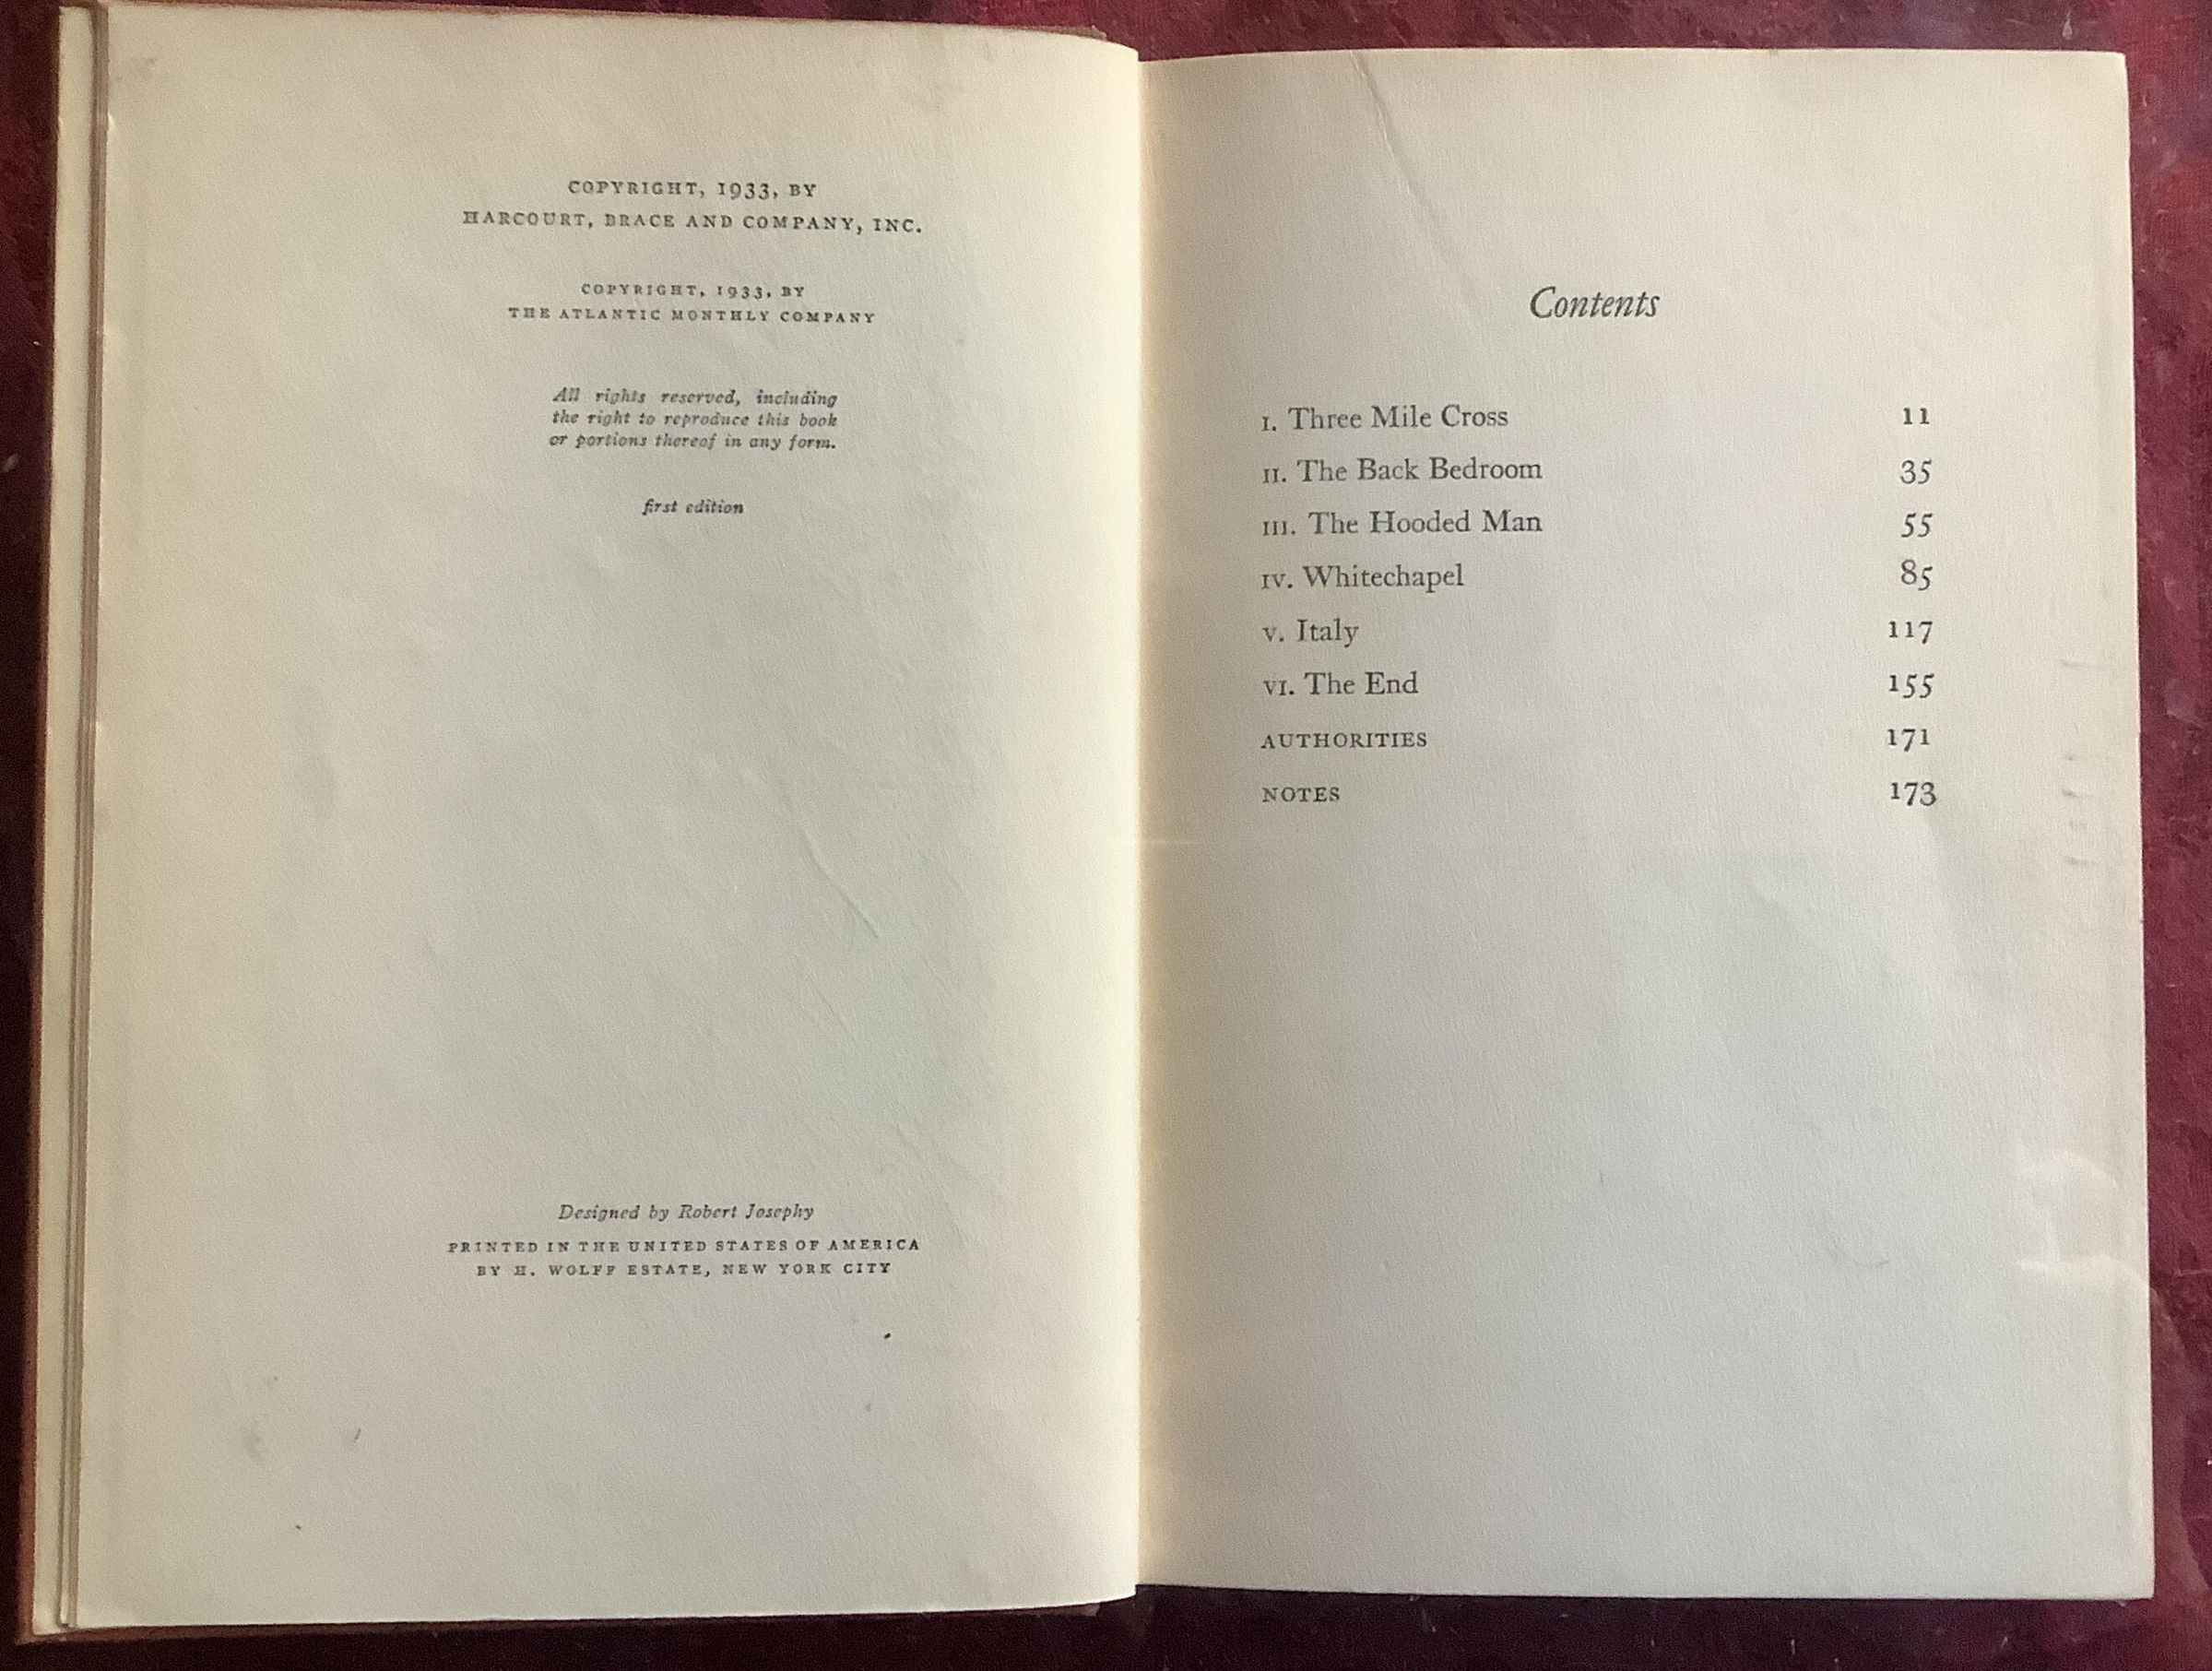 COPYRIGHT, 1933, BY
HARCOURT, BRACE AND COMPANY, INC.
COPYRIGHT, 1933, BY
THE ATLANTIC MONTHLY COMPANY
All rights reserved, including
the right to reproduce this book
or portions thereof in any form.
first edition
Designed by Robert Josephy
PRINTED IN THE UNITED STATES OF AMERICA
BY H. WOLFF ESTATE, NEW YORK CITY
Contents
I. Three Mile Cross 11
II. The Back Bedroom 35
III. The Hooded Man 55
IV. Whitechapel 85
V. Italy 117
VI. The End 155
AUTHORITIES 171
NOTES 173